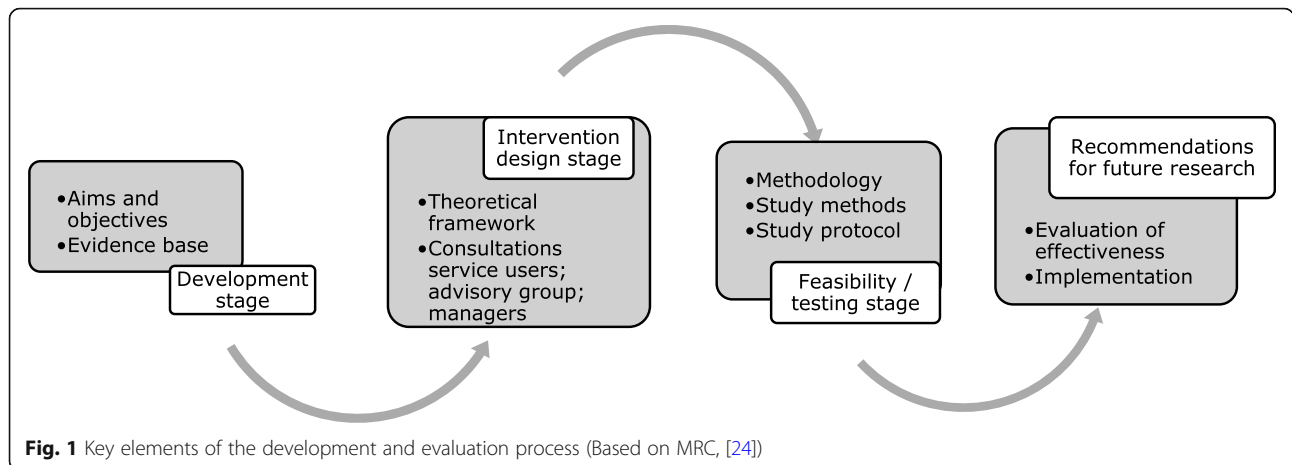 •Aims and
objectives
•Evidence base
Development
stage
Intervention
design stage
•Theoretical
framework
•Consultations
service users;
advisory group;
managers
•Methodology
•Study methods
•Study protocol
Feasibility /
testing stage
Recommendations
for future research
•Evaluation of
effectiveness
•Implementation
Fig. 1 Key elements of the development and evaluation process (Based on MRC, [24])